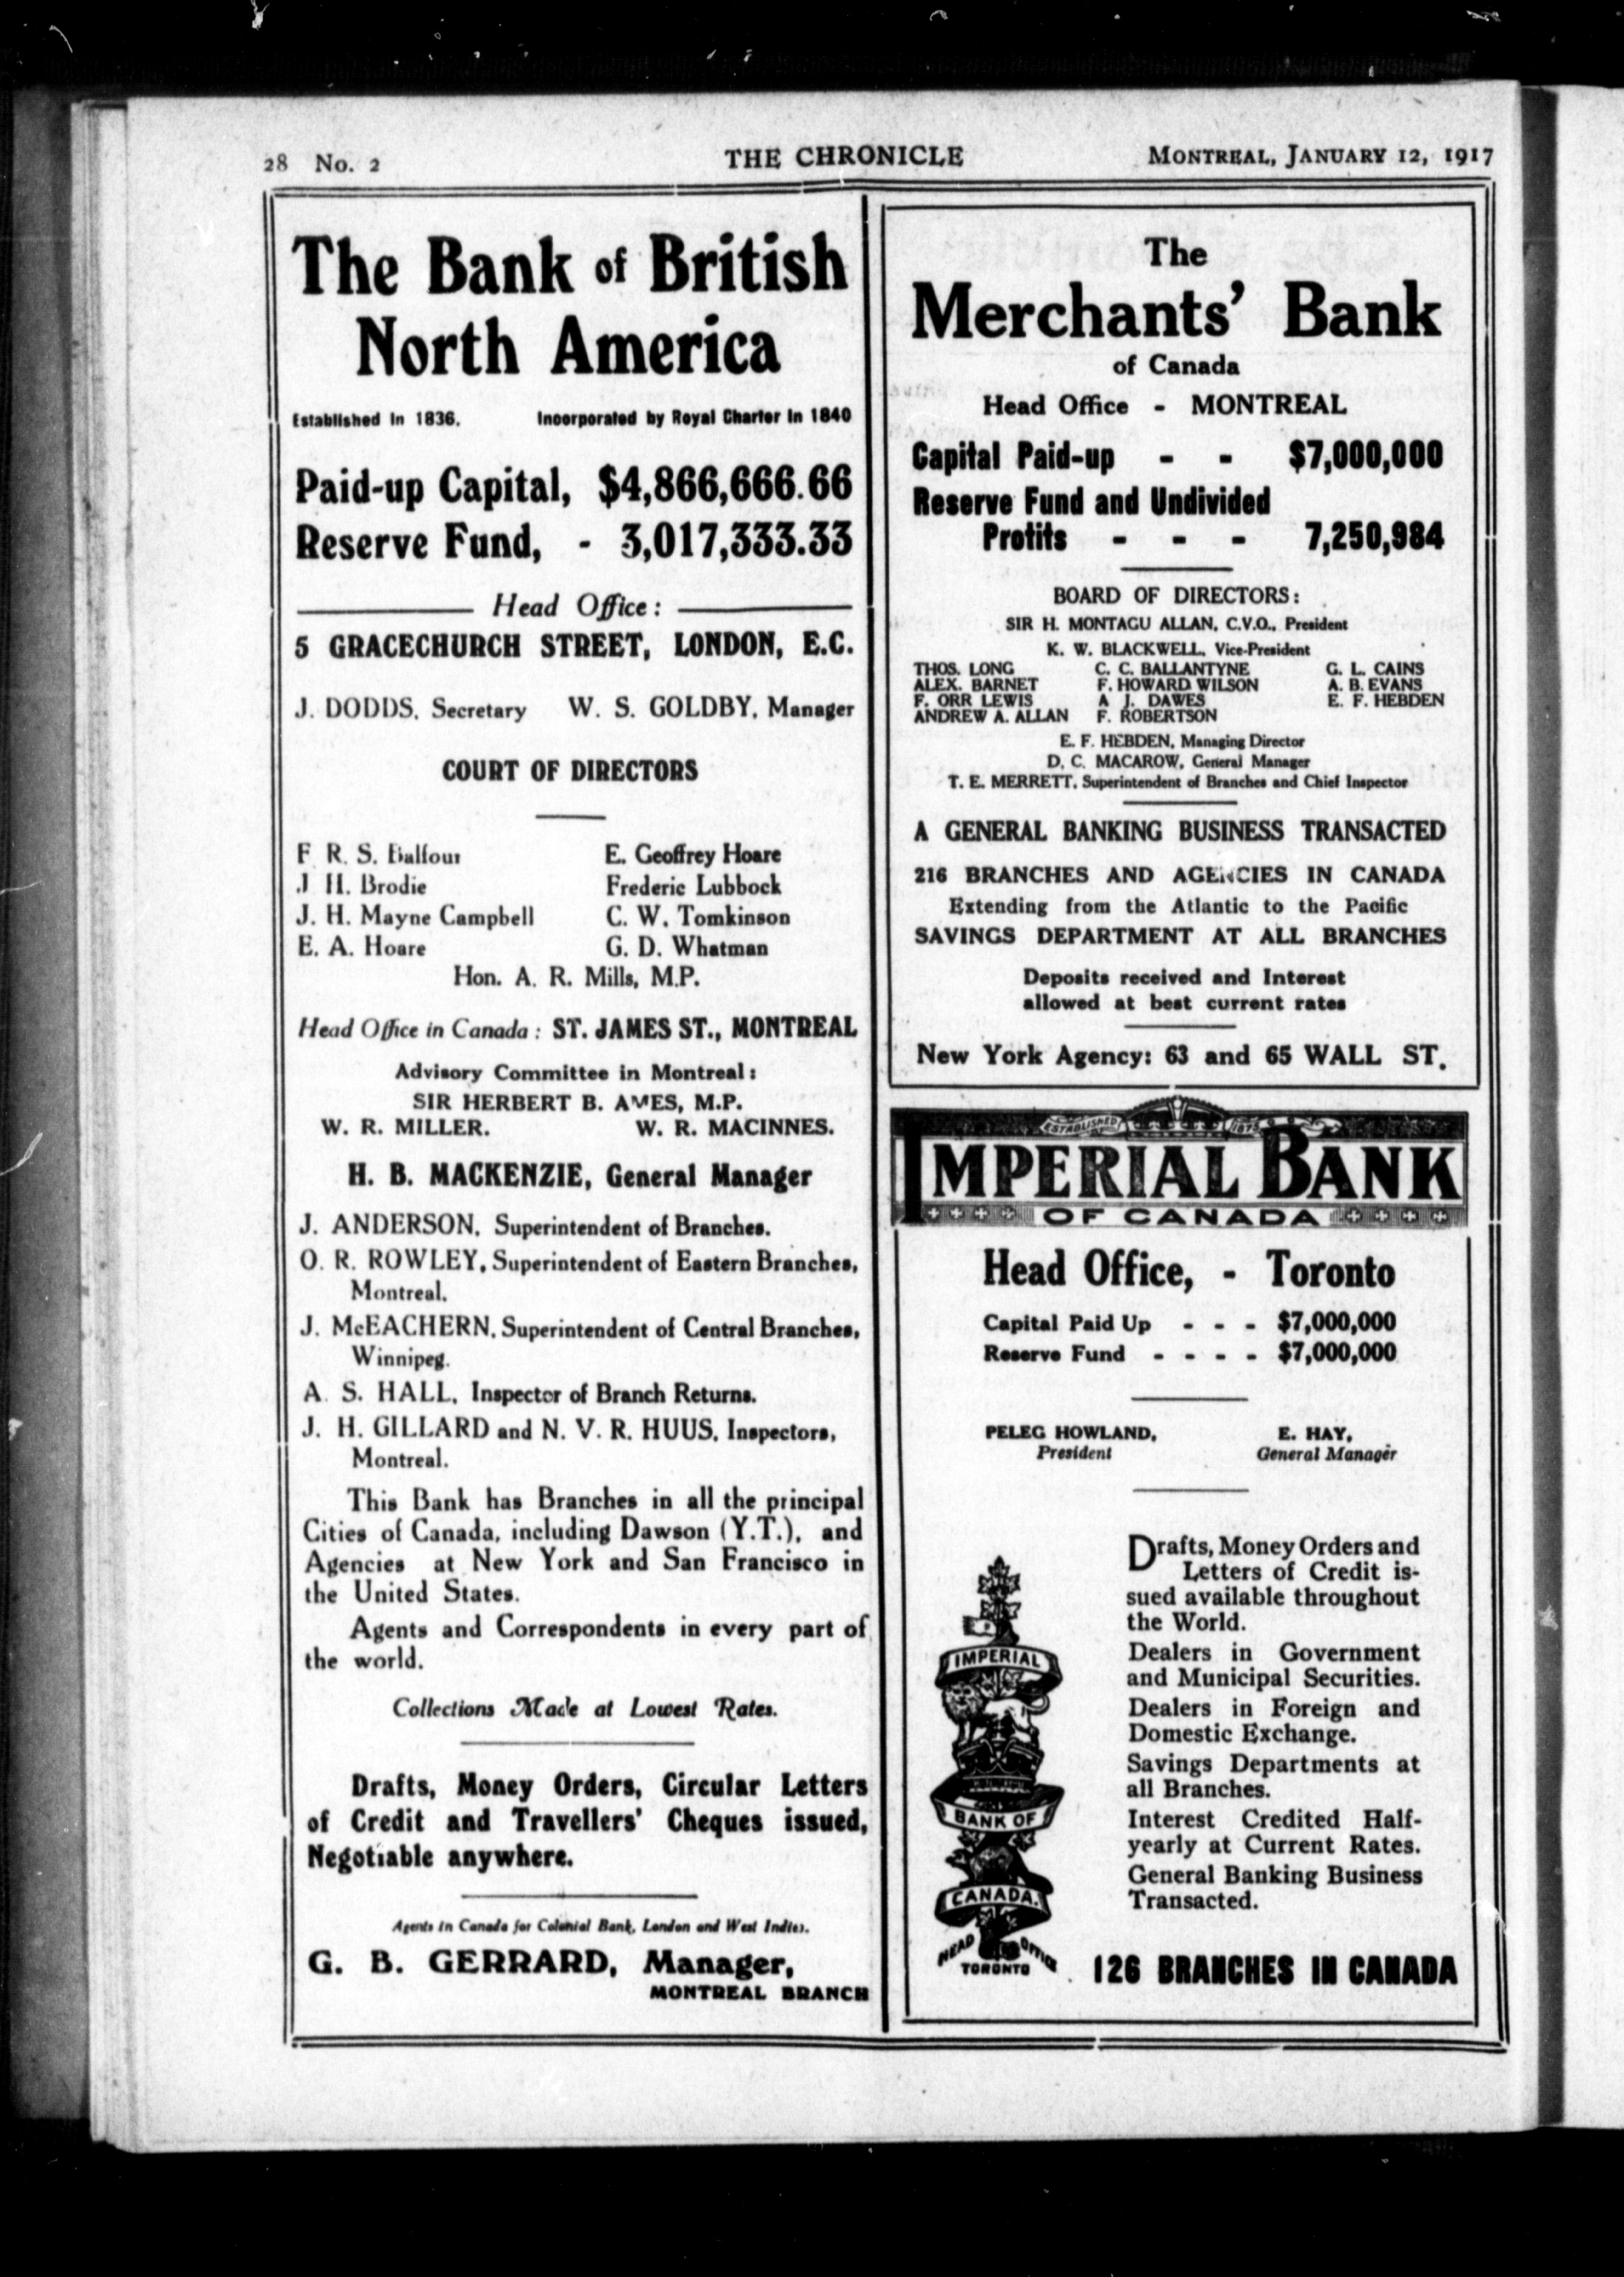 28 No. 2 THE CHRONICLE MONTREAL, JANUARY 12, 1917
The Bank of British
North America
Established in 1836. Incorporated by Royal Charter in 1840
Paid-up Capital, $4,866,666.66
Reserve Fund, - 3,017,333.33
Head Office:
5 GRACECHURCH STREET, LONDON, E.C.
J. DODDS, Secretary W. S. GOLDBY, Manager
COURT OF DIRECTORS
F. R. S. Balfour E. Geoffrey Hoare
J. H. Brodie Frederic Lubbock
J. H. Mayne Campbell C. W. Tomkinson
E. A. Hoare G. D. Whatman
Hon. A. R. Mills, M.P.
Head Office in Canada: ST. JAMES ST., MONTREAL
Advisory Committee in Montreal:
SIR HERBERT B. AMES, M.P.
W. R. MILLER. W. R. MACINNES.
H. B. MACKENZIE, General Manager
J. ANDERSON, Superintendent of Branches.
O. R. ROWLEY, Superintendent of Eastern Branches,
Montreal.
J. McEACHERN, Superintendent of Central Branches,
Winnipeg.
A. S. HALL, Inspector of Branch Returns.
J. H. GILLARD and N. V. R. HUUS, Inspectors,
Montreal.
This Bank has Branches in all the principal
Cities of Canada, including Dawson (Y.T.), and
Agencies at New York and San Francisco in
the United States.
Agents and Correspondents in every part of
the world.
Collections Made at Lowest Rates.
Drafts, Money Orders, Circular Letters
of Credit and Travellers' Cheques issued,
Negotiable anywhere.
Agents in Canada for Colonial Bank, London and West Indies.
G. B. GERRARD, Manager,
MONTREAL BRANCH
The
Merchants' Bank
of Canada
Head Office - MONTREAL
Capital Paid-up - - $7,000,000
Reserve Fund and Undivided
Profits - - - 7,250,984
BOARD OF DIRECTORS:
SIR H. MONTAGU ALLAN, C.V.O., President
K. W. BLACKWELL, Vice-President
THOS. LONG C. C. BALLANTYNE G. L. CAINS
ALEX. BARNET F. HOWARD WILSON A. B. EVANS
F. ORR LEWIS A J. DAWES E. F. HEBDEN
ANDREW A. ALLAN F. ROBERTSON
E. F. HEBDEN, Managing Director
D. C. MACAROW, General Manager
T. E. MERRETT, Superintendent of Branches and Chief Inspector
A GENERAL BANKING BUSINESS TRANSACTED
216 BRANCHES AND AGENCIES IN CANADA
Extending from the Atlantic to the Pacific
SAVINGS DEPARTMENT AT ALL BRANCHES
Deposits received and Interest
allowed at best current rates
New York Agency: 63 and 65 WALL ST.
ESTABLISHED 1875
IMPERIAL BANK
OF CANADA
Head Office, - Toronto
Capital Paid Up - - - $7,000,000
Reserve Fund - - - - $7,000,000
PELEG HOWLAND, E. HAY,
President General Manager
Drafts, Money Orders and
Letters of Credit is-
sued available throughout
the World.
Dealers in Government
and Municipal Securities.
Dealers in Foreign and
Domestic Exchange.
Savings Departments at
all Branches.
Interest Credited Half-
yearly at Current Rates.
General Banking Business
Transacted.
IMPERIAL
BANK OF
CANADA.
HEAD OFFICE
TORONTO
126 BRANCHES IN CANADA